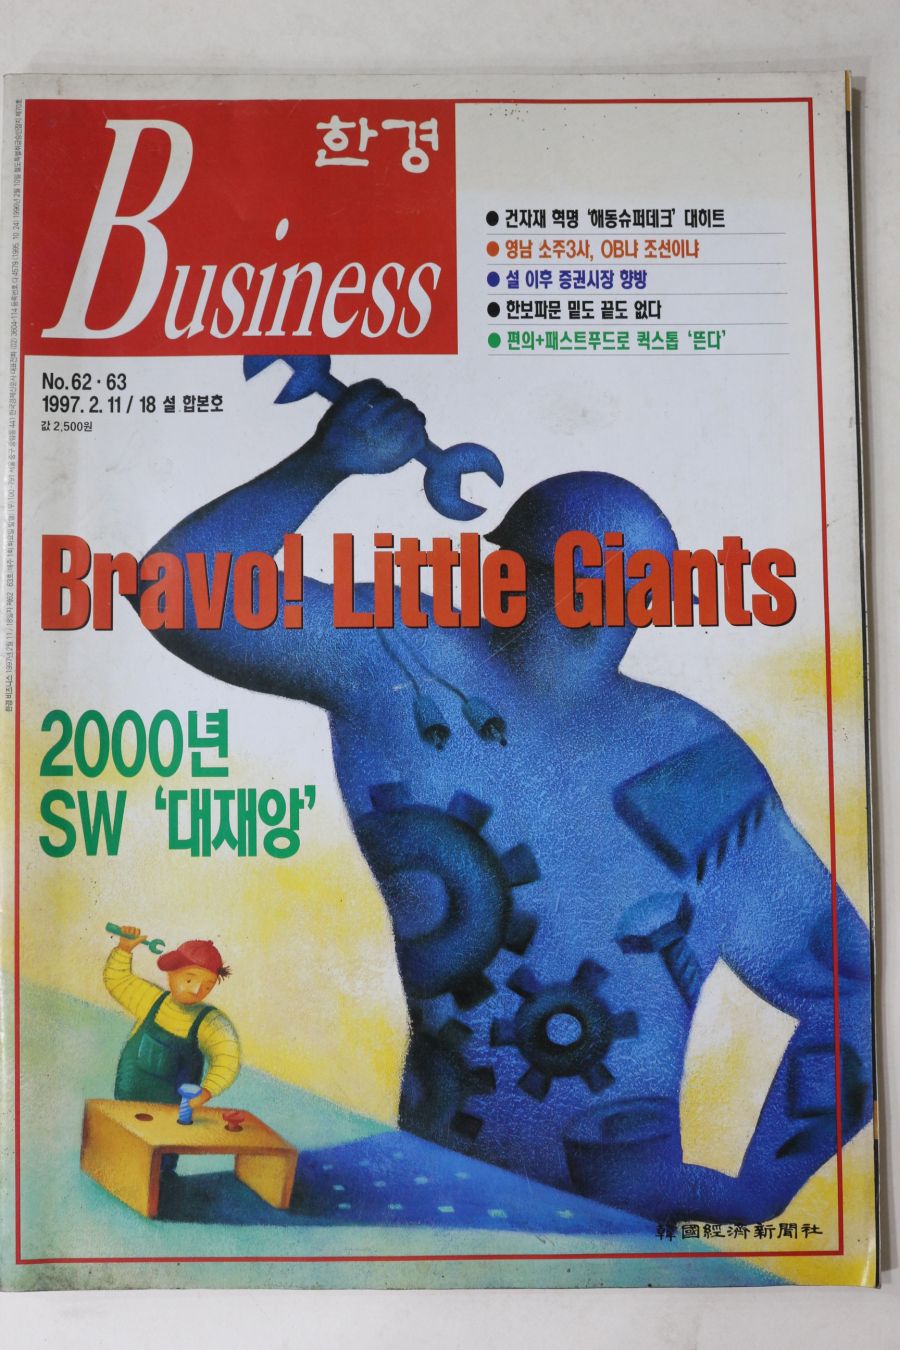 한경
Business
● 건자재 혁명 '해동슈퍼데크' 대히트
● 영남 소주3사, OB냐 조선이냐
● 설 이후 증권시장 향방
● 한보파문 밑도 끝도 없다
● 편의+패스트푸드로 퀵스톱 '뜬다'
No.62·63
1997. 2. 11 / 18 설 합본호
값 2,500원
Bravo! Little Giants
2000년
SW '대재앙'
韓國經濟新聞社